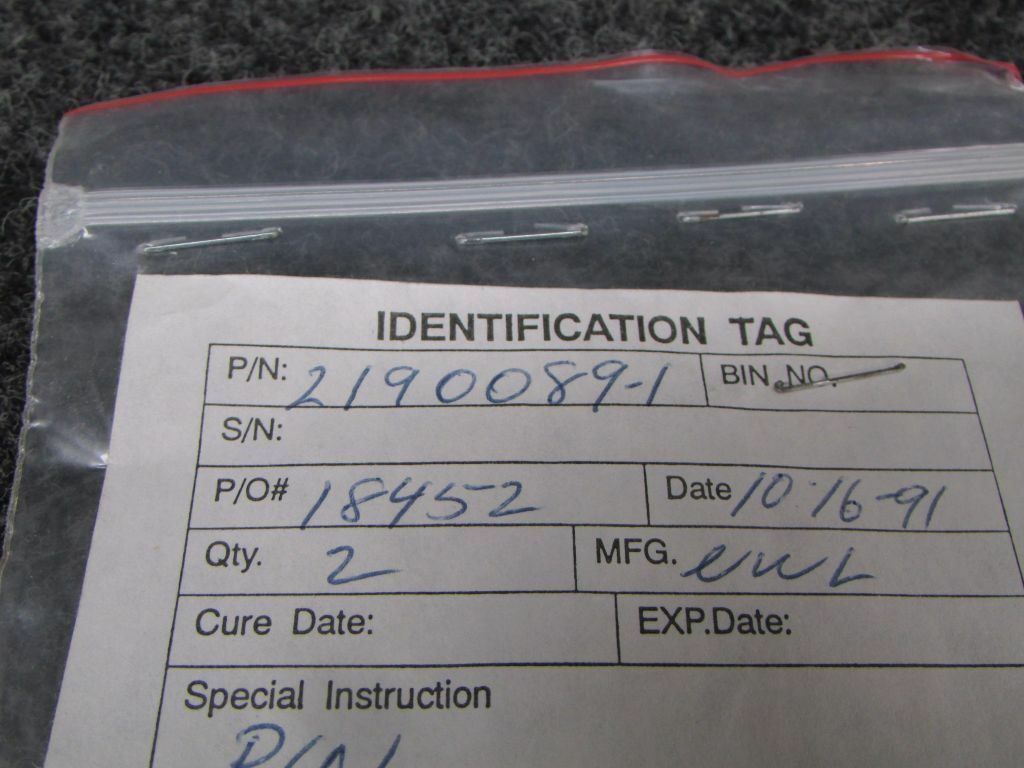 IDENTIFICATION TAG
P/N: 2190089-1 BIN NO.
S/N:
P/O# 18452 Date 10-16-91
Qty. 2 MFG.
Cure Date: EXP.Date:
Special Instruction
P/N